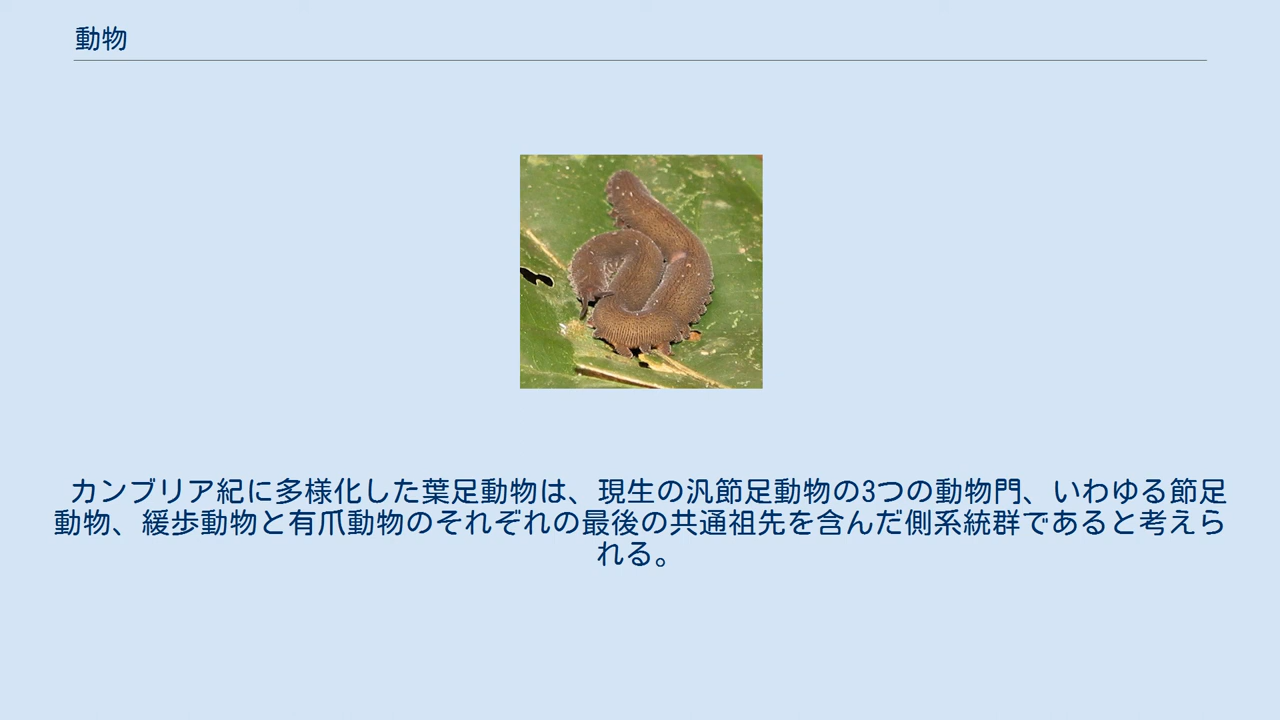 動物
カンブリア紀に多様化した葉足動物は、現生の汎節足動物の3つの動物門、いわゆる節足
動物、緩歩動物と有爪動物のそれぞれの最後の共通祖先を含んだ側系統群であると考えら
れる。